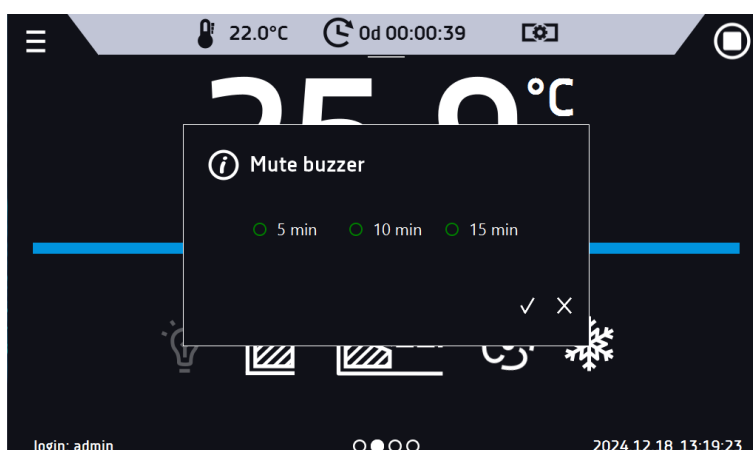 22.0°C 0d 00:00:39
°C
Mute buzzer
5 min 10 min 15 min
login: admin 2024.12.18 13:19:23